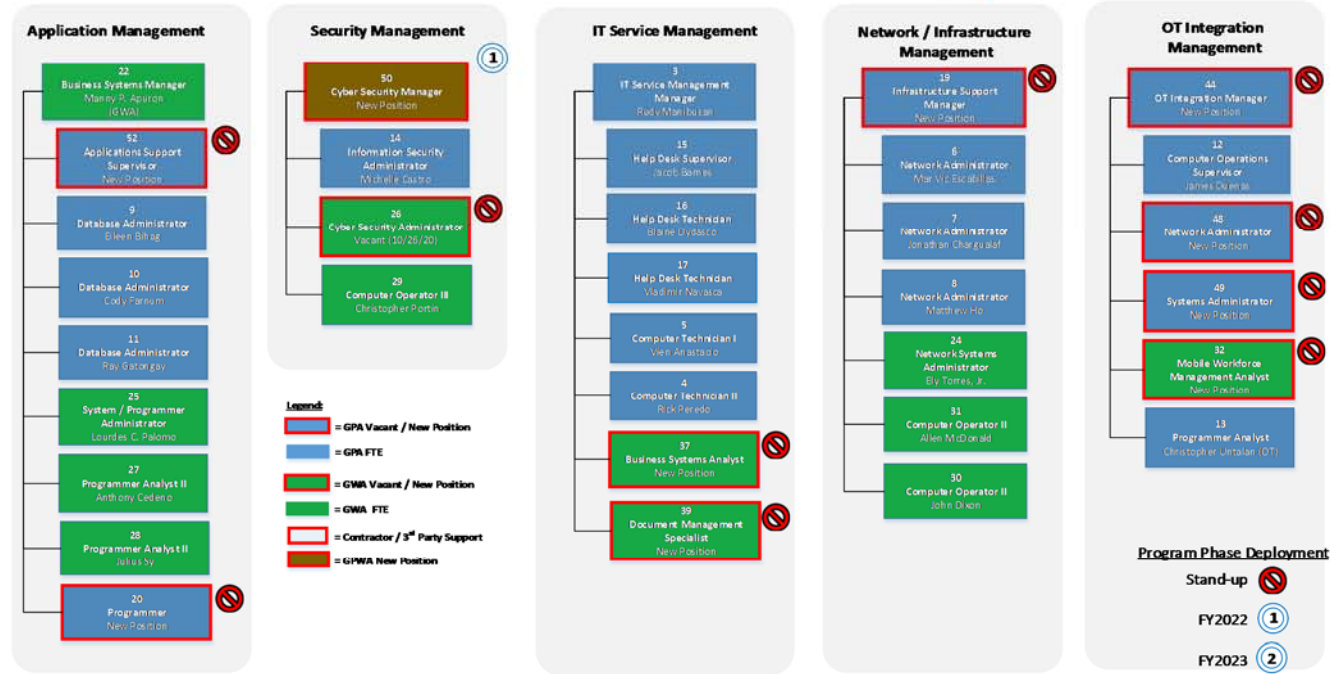 Application Management
22
Business Systems Manager
Manny P. Apuron
(GWA)
52
Applications Support
Supervisor
New Position
9
Database Administrator
Eileen Bihag
10
Database Administrator
Cody Farnum
11
Database Administrator
Ray Gatongay
25
System / Programmer
Administrator
Lourdes C. Palomo
27
Programmer Analyst II
Anthony Cedeno
28
Programmer Analyst II
Julius Sy
20
Programmer
New Position
Security Management
1
50
Cyber Security Manager
New Position
14
Information Security
Administrator
Michelle Castro
26
Cyber Security Administrator
Vacant (10/26/20)
29
Computer Operator III
Christopher Portin
Legend:
= GPA Vacant / New Position
= GPA FTE
= GWA Vacant / New Position
= GWA FTE
= Contractor / 3rd Party Support
= GPWA New Position
IT Service Management
3
IT Service Management
Manager
Rudy Manibusan
15
Help Desk Supervisor
Jacob Barnes
16
Help Desk Technician
Blaine Dydasco
17
Help Desk Technician
Vladimir Navasca
5
Computer Technician I
Vien Anastacio
4
Computer Technician II
Rick Peredo
37
Business Systems Analyst
New Position
39
Document Management
Specialist
New Position
Network / Infrastructure
Management
19
Infrastructure Support
Manager
New Position
6
Network Administrator
Mar Vic Escabillas
7
Network Administrator
Jonathan Chargualaf
8
Network Administrator
Matthew Ho
24
Network Systems
Administrator
Ely Torres, Jr.
31
Computer Operator II
Allen McDonald
30
Computer Operator II
John Dixon
OT Integration
Management
44
OT Integration Manager
New Position
12
Computer Operations
Supervisor
James Duenas
48
Network Administrator
New Position
49
Systems Administrator
New Position
32
Mobile Workforce
Management Analyst
New Position
13
Programmer Analyst
Christopher Untalan (OT)
Program Phase Deployment
Stand-up
FY2022 1
FY2023 2